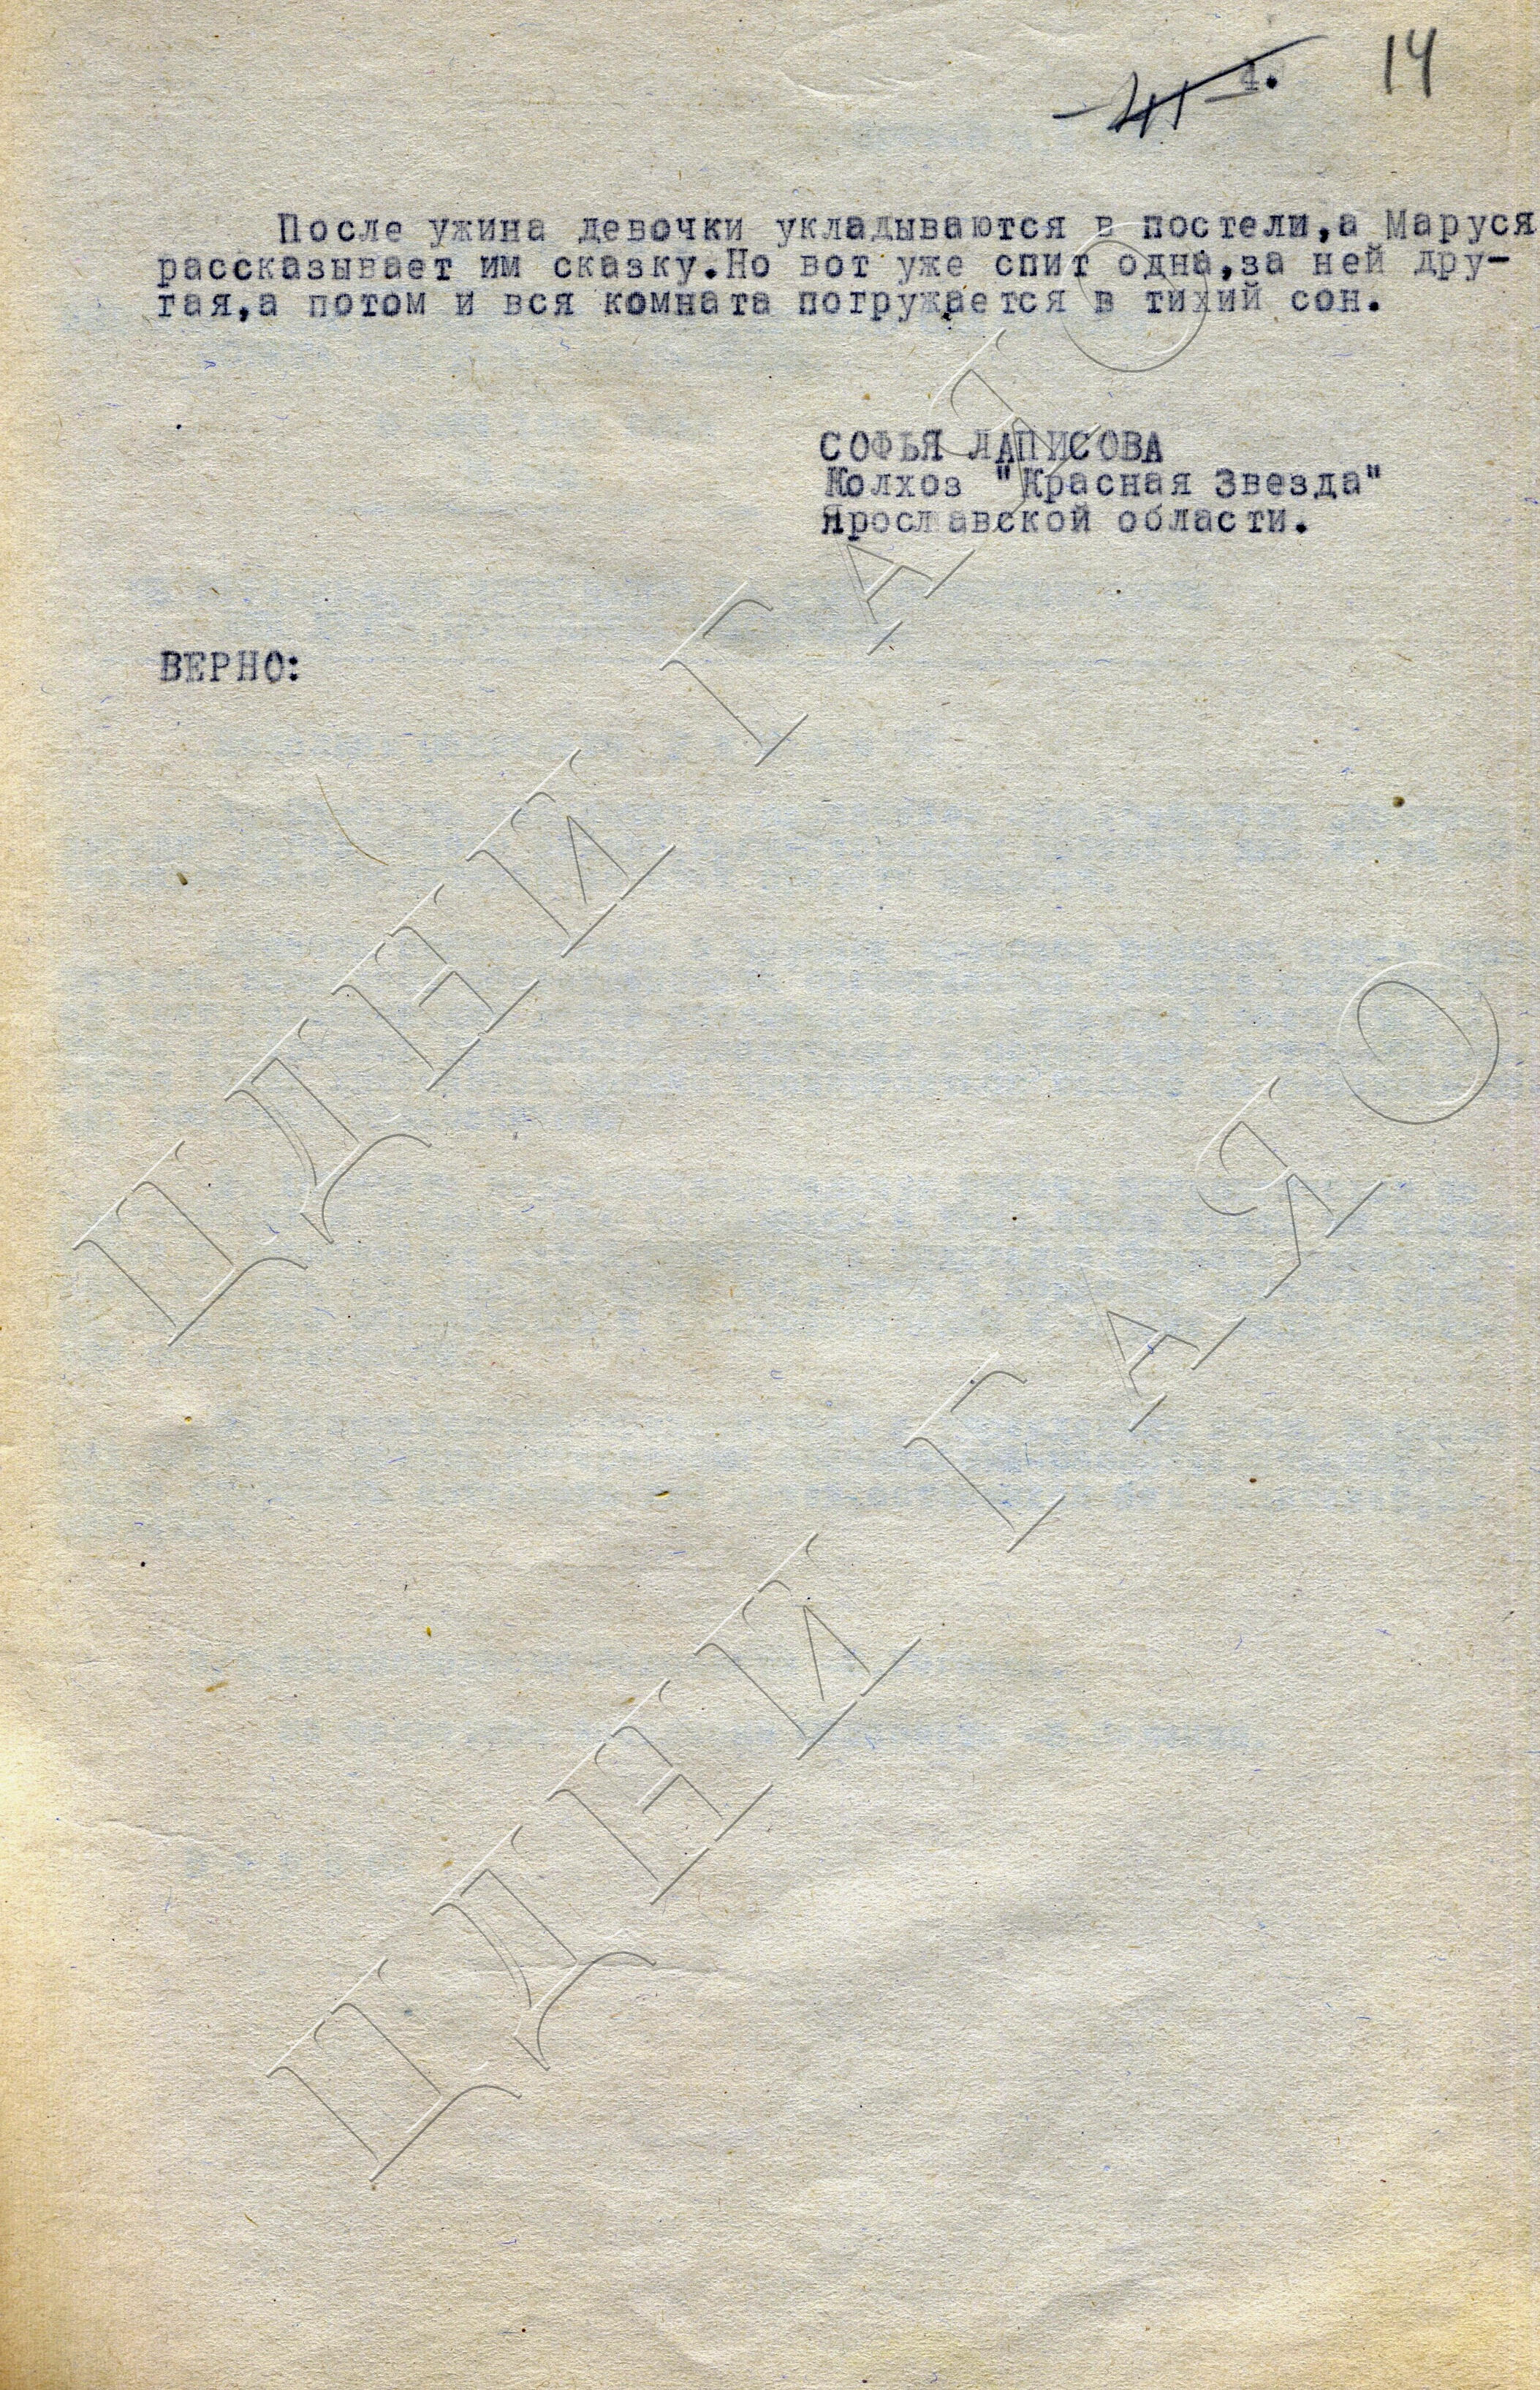 4.
14
-41-
После ужина девочки укладываются в постели,а Маруся
рассказывает им сказку.Но вот уже спит одна,за ней дру-
гая,а потом и вся комната погружается в тихий сон.
СОФЬЯ ЛАПИСОВА
Колхоз "Красная Звезда"
Ярославской области.
ВЕРНО:
ЦДНИ ГАЯО
ЦДНИ ГАЯО